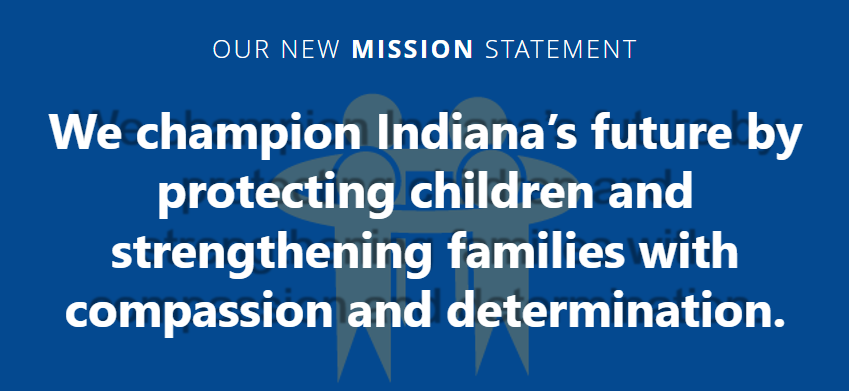 OUR NEW MISSION STATEMENT
We champion Indiana’s future by
protecting children and
strengthening families with
compassion and determination.